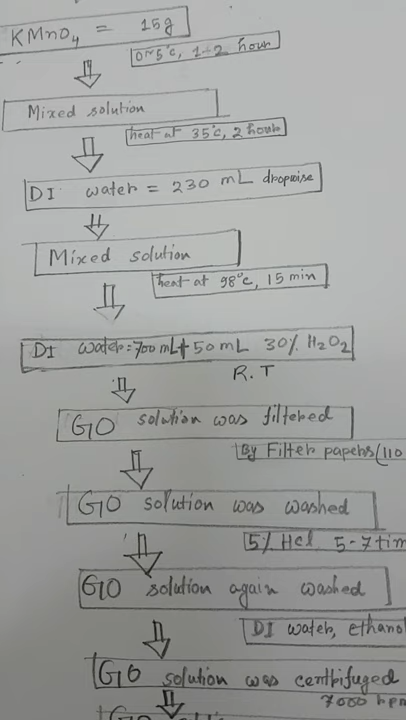 KMnO4 = 15g
0~5°c, 1-2 hour
Mixed solution
heat at 35°c, 2 hours
DI water = 230 mL dropwise
Mixed solution
heat at 98°c, 15 min
DI water=700 mL + 50 mL 30% H2O2
R.T
GO solution was filtered
By Filter papers (110
GO solution was washed
5% Hcl 5-7 tim
GO solution again washed
DI water, ethanol
GO solution was centrifuged
7000 rpm